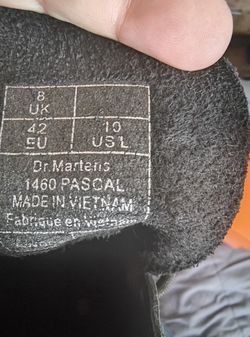 8
UK
42 10
EU US L
Dr.Martens
1460 PASCAL
MADE IN VIETNAM
Fabriqué en Vietnam